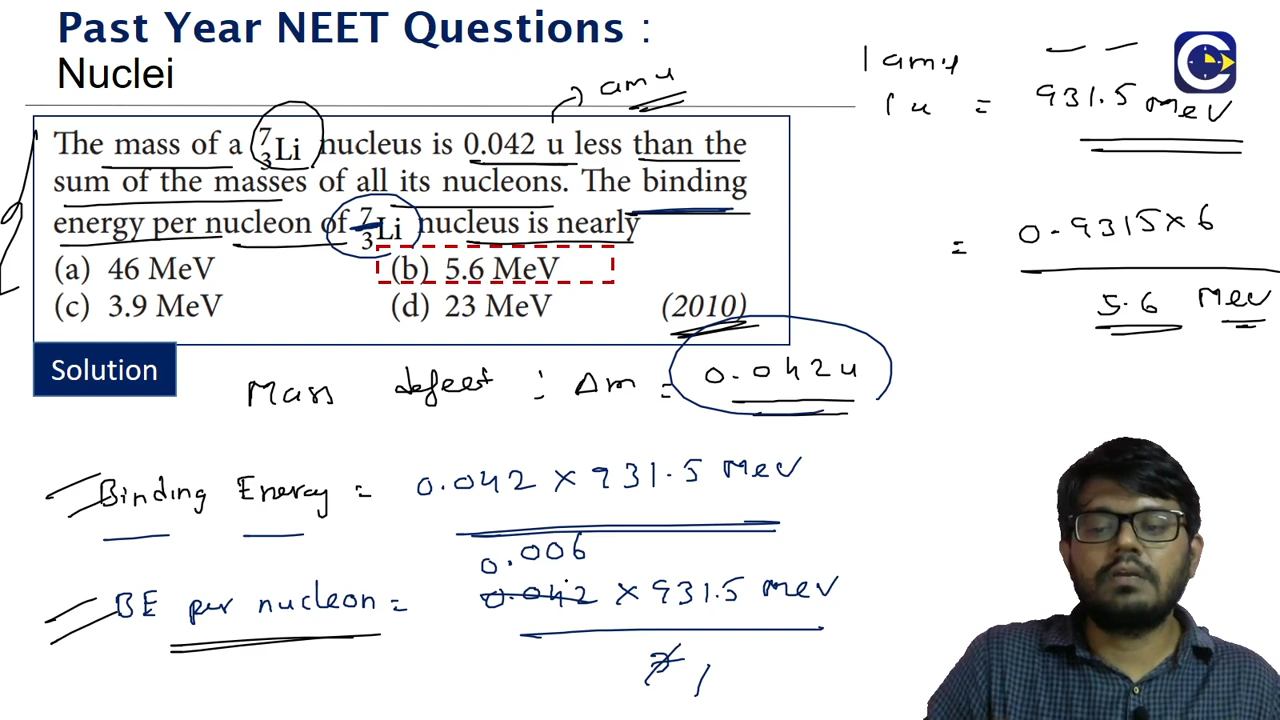 Past Year NEET Questions :
Nuclei
amu
1 amu
1 u = 931.5 MeV
The mass of a ⁷₃Li nucleus is 0.042 u less than the
sum of the masses of all its nucleons. The binding
energy per nucleon of ⁷₃Li nucleus is nearly
(a) 46 MeV (b) 5.6 MeV
(c) 3.9 MeV (d) 23 MeV (2010)
= 0.9315 x 6
5.6 MeV
Solution
Mass defect : Δm = 0.042u
Binding Energy = 0.042 x 931.5 MeV
0.006
BE per nucleon = 0.042 x 931.5 MeV
7 1